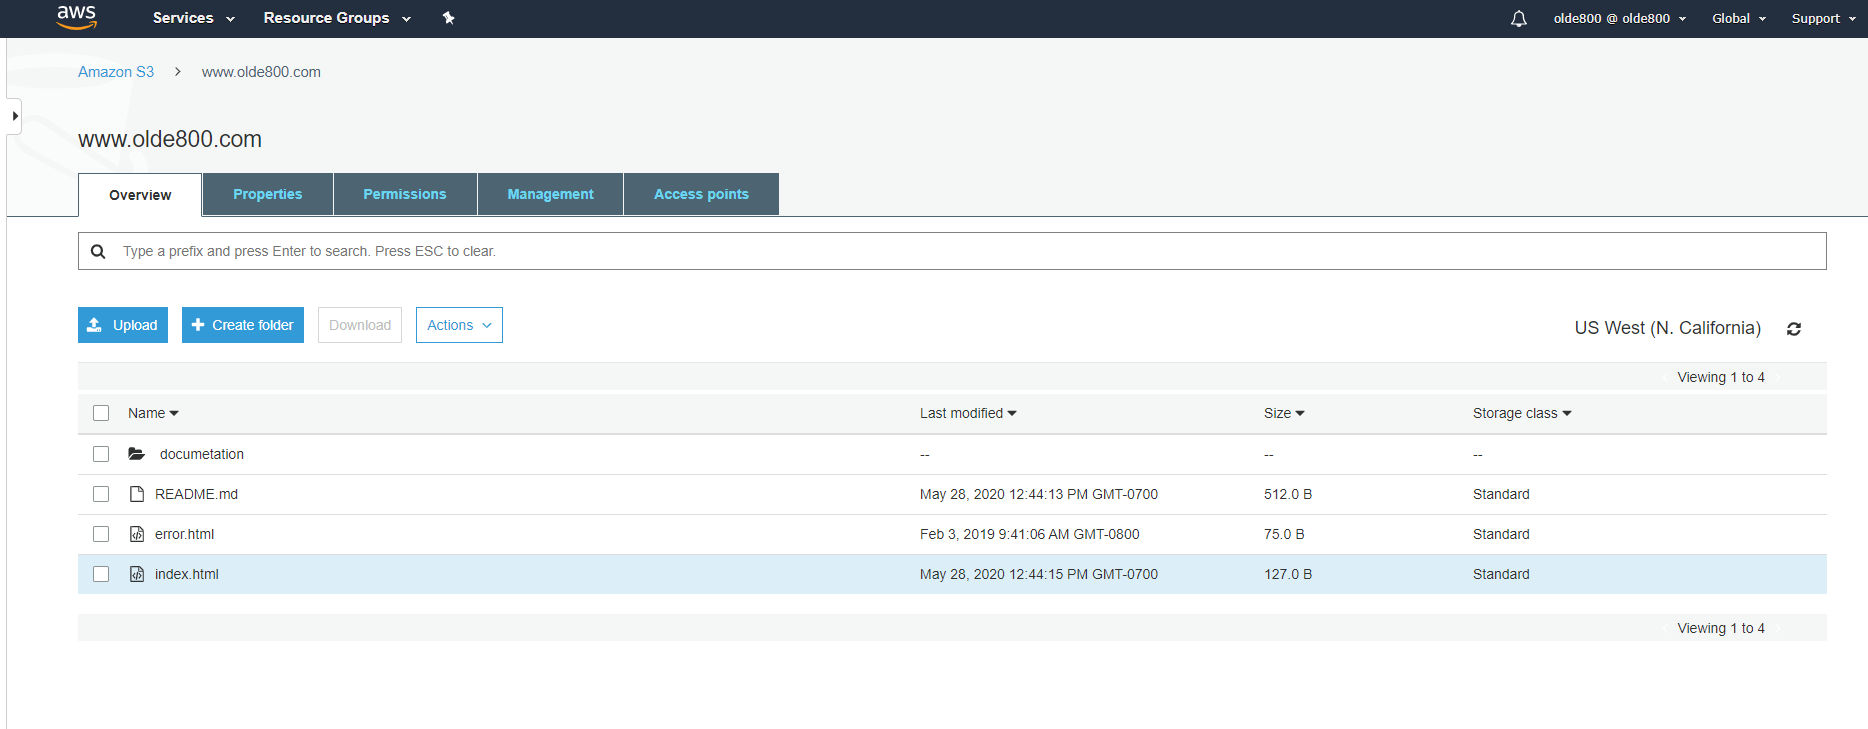 aws Services Resource Groups olde800 @ olde800 Global Support
Amazon S3 > www.olde800.com
www.olde800.com
Overview Properties Permissions Management Access points
Type a prefix and press Enter to search. Press ESC to clear.
Upload Create folder Download Actions US West (N. California)
Viewing 1 to 4
Name Last modified Size Storage class
documetation -- -- --
README.md May 28, 2020 12:44:13 PM GMT-0700 512.0 B Standard
error.html Feb 3, 2019 9:41:06 AM GMT-0800 75.0 B Standard
index.html May 28, 2020 12:44:15 PM GMT-0700 127.0 B Standard
Viewing 1 to 4